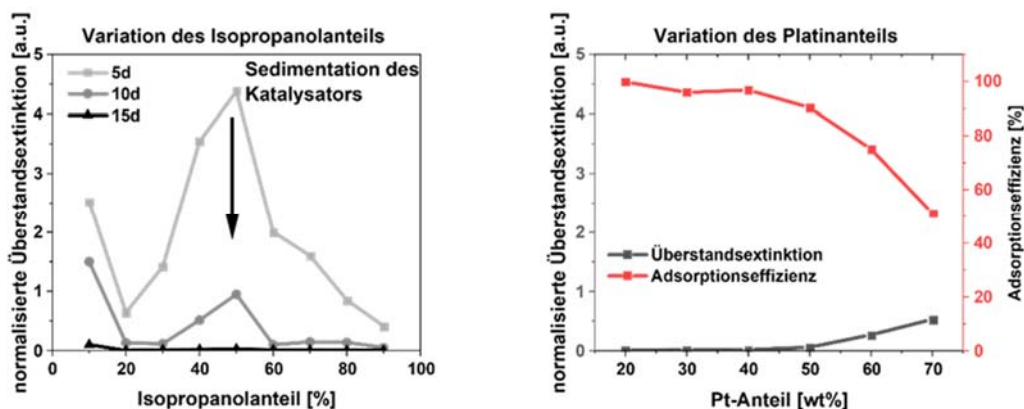 Variation des Isopropanolanteils
normalisierte Überstandsextinktion [a.u.]
5
4
3
2
1
0
5d
10d
15d
Sedimentation des
Katalysators
0 20 40 60 80 100
Isopropanolanteil [%]
Variation des Platinanteils
normalisierte Überstandsextinktion [a.u.]
5
4
3
2
1
0
Überstandsextinktion
Adsorptionseffizienz
100
80
60
40
20
0
Adsorptionseffizienz [%]
20 30 40 50 60 70
Pt-Anteil [wt%]